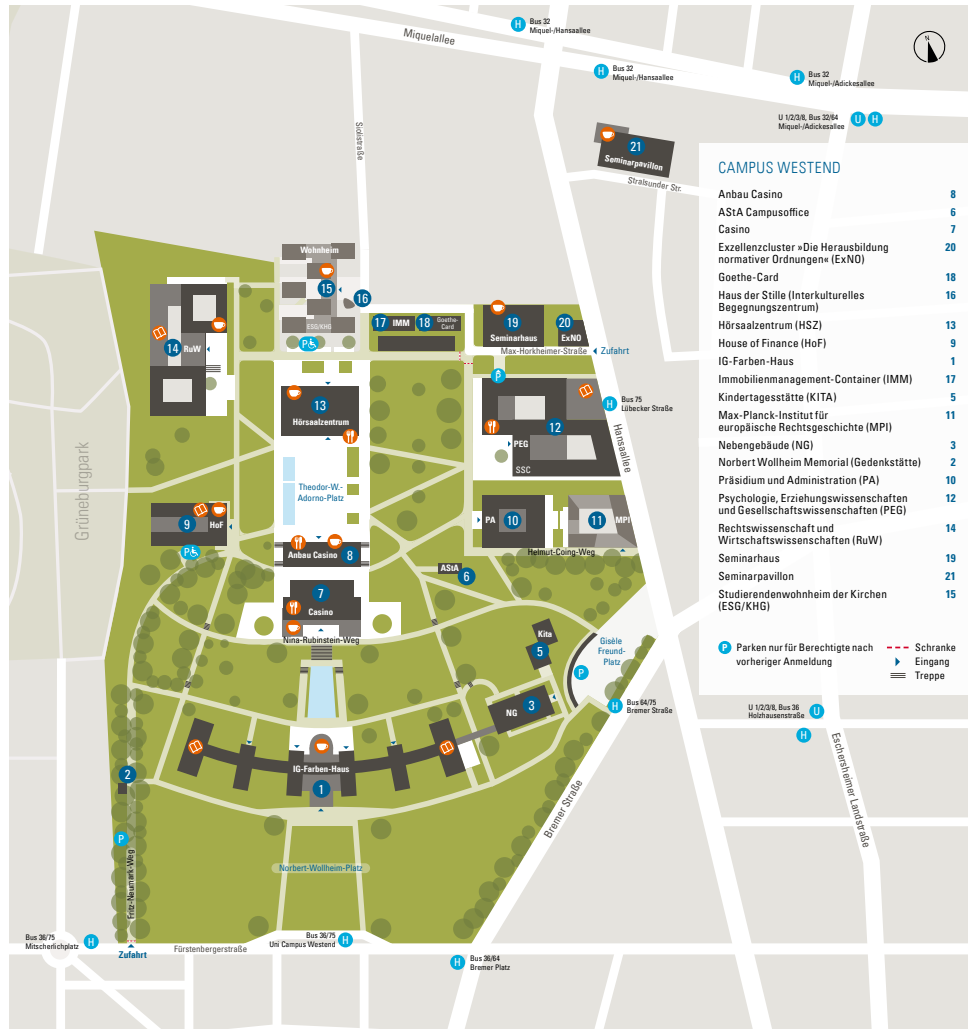 Bus 32
Miquel-/Hansaallee
Miquelallee
N
Bus 32
Miquel-/Hansaallee
Bus 32
Miquel-/Adickesallee
H
H
H
U 1/2/3/8, Bus 32/64
Miquel-/Adickesallee
U
H
Siolistraße
21
Seminarpavillon
Stralsunder Str.
CAMPUS WESTEND
Anbau Casino 8
AStA Campusoffice 6
Casino 7
Exzellenzcluster »Die Herausbildung 20
normativer Ordnungen« (ExNO)
Goethe-Card 18
Haus der Stille (Interkulturelles 16
Begegnungszentrum)
Hörsaalzentrum (HSZ) 13
House of Finance (HoF) 9
IG-Farben-Haus 1
Immobilienmanagement-Container (IMM) 17
Kindertagesstätte (KITA) 5
Max-Planck-Institut für 11
europäische Rechtsgeschichte (MPI)
Nebengebäude (NG) 3
Norbert Wollheim Memorial (Gedenkstätte) 2
Präsidium und Administration (PA) 10
Psychologie, Erziehungswissenschaften 12
und Gesellschaftswissenschaften (PEG)
Rechtswissenschaft und 14
Wirtschaftswissenschaften (RuW)
Seminarhaus 19
Seminarpavillon 21
Studierendenwohnheim der Kirchen 15
(ESG/KHG)
P Parken nur für Berechtigte nach
vorheriger Anmeldung
Schranke
Eingang
Treppe
Wohnheim
15
16
ESG/KHG
P
17 IMM 18 Goethe-
Card
19
Seminarhaus
20
ExNO
Max-Horkheimer-Straße
Zufahrt
14 RuW
P
13
Hörsaalzentrum
12
PEG
SSC
H
Bus 75
Lübecker Straße
Hansaallee
Grüneburgpark
Theodor-W.-
Adorno-Platz
9
HoF
P
PA
10
11
MPI
Helmut-Coing-Weg
Anbau Casino 8
AStA
6
7
Casino
Nina-Rubinstein-Weg
Kita
5
Gisèle
Freund-
Platz
P
NG
3
H
Bus 64/75
Bremer Straße
U 1/2/3/8, Bus 36
Holzhausenstraße
U
H
Eschersheimer Landstraße
IG-Farben-Haus
1
2
Bremer Straße
P
Fritz-Neumark-Weg
Norbert-Wollheim-Platz
Bus 36/75
Mitscherlichplatz
H
Zufahrt
Fürstenbergerstraße
Bus 36/75
Uni Campus Westend
H
H
Bus 36/64
Bremer Platz